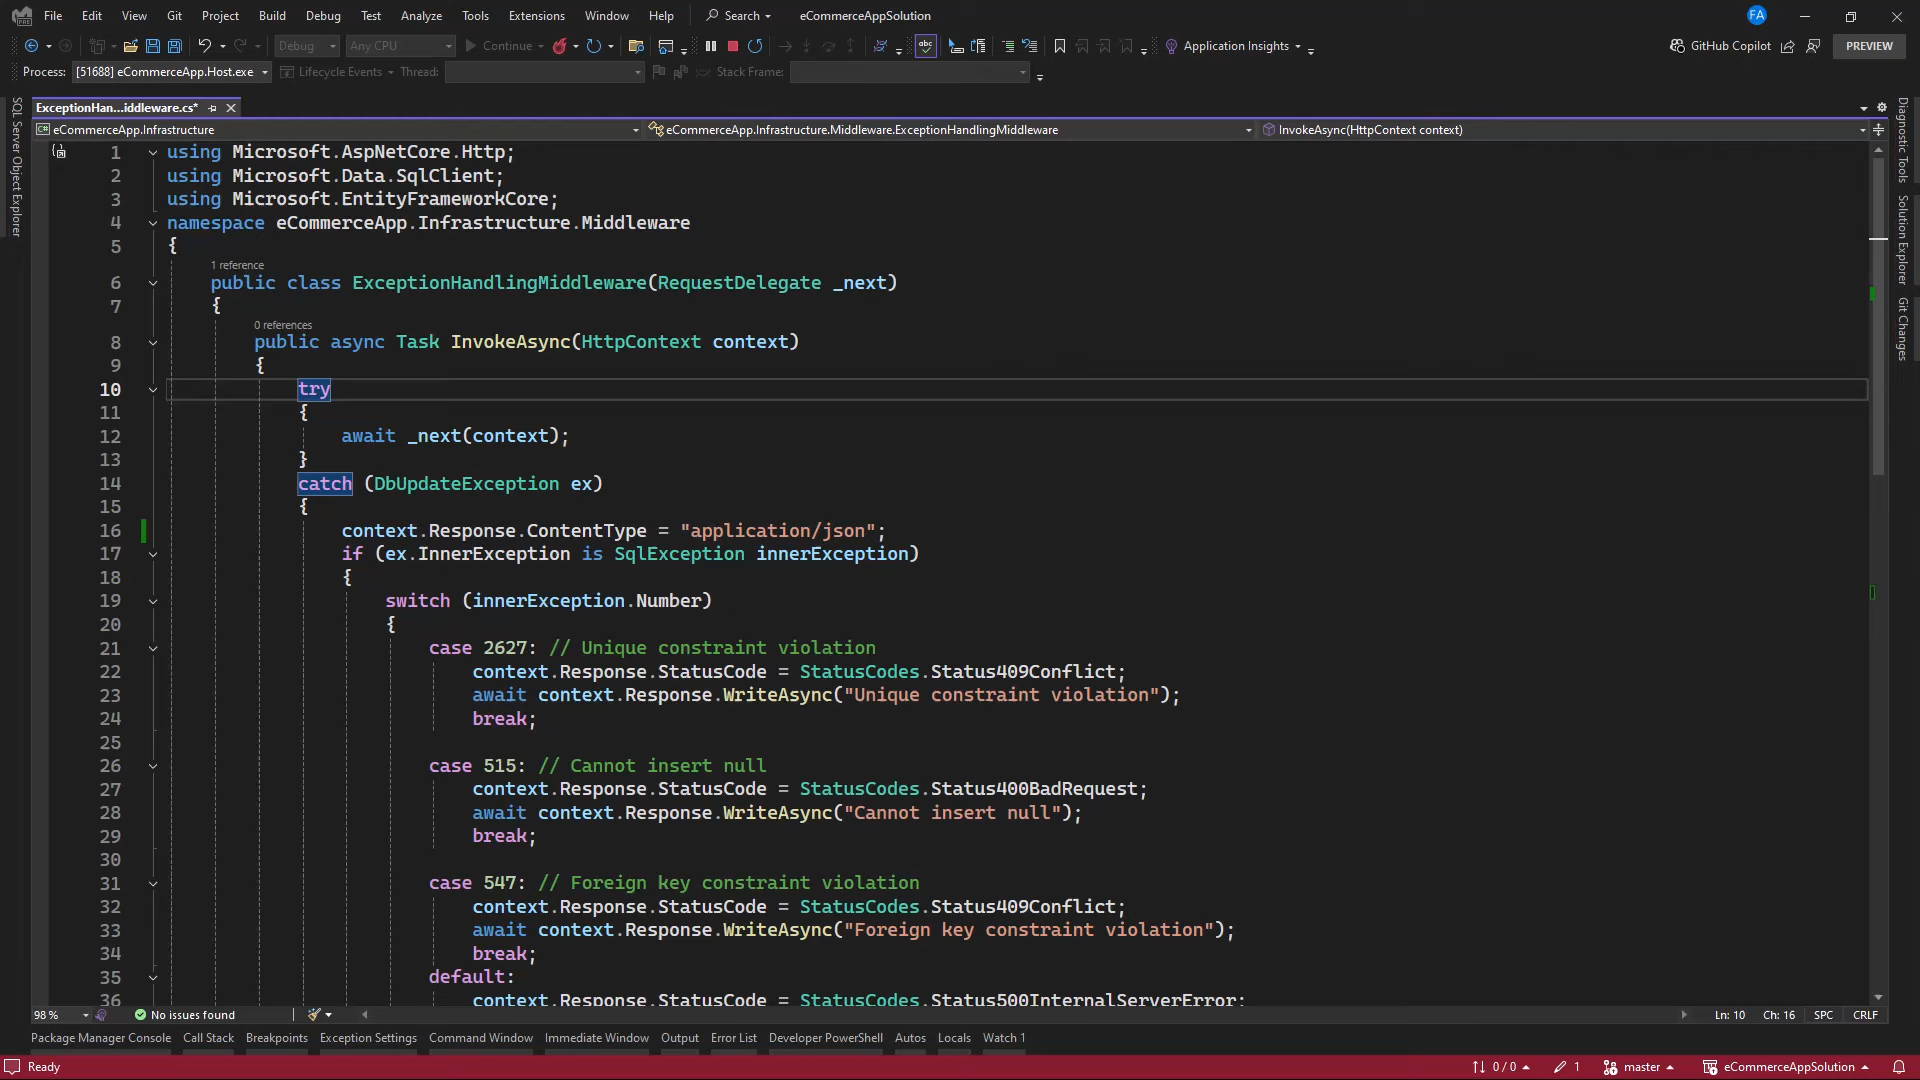 File Edit View Git Project Build Debug Test Analyze Tools Extensions Window Help Search eCommerceAppSolution FA
Debug Any CPU Continue Application Insights GitHub Copilot PREVIEW
Process: [51688] eCommerceApp.Host.exe Lifecycle Events Thread: Stack Frame:
ExceptionHan...iddleware.cs*
eCommerceApp.Infrastructure eCommerceApp.Infrastructure.Middleware.ExceptionHandlingMiddleware InvokeAsync(HttpContext context)
SQL Server Object Explorer
Diagnostic Tools
Solution Explorer
Git Changes
1 using Microsoft.AspNetCore.Http;
2 using Microsoft.Data.SqlClient;
3 using Microsoft.EntityFrameworkCore;
4 namespace eCommerceApp.Infrastructure.Middleware
5 {
1 reference
6 public class ExceptionHandlingMiddleware(RequestDelegate _next)
7 {
0 references
8 public async Task InvokeAsync(HttpContext context)
9 {
10 try
11 {
12 await _next(context);
13 }
14 catch (DbUpdateException ex)
15 {
16 context.Response.ContentType = "application/json";
17 if (ex.InnerException is SqlException innerException)
18 {
19 switch (innerException.Number)
20 {
21 case 2627: // Unique constraint violation
22 context.Response.StatusCode = StatusCodes.Status409Conflict;
23 await context.Response.WriteAsync("Unique constraint violation");
24 break;
25
26 case 515: // Cannot insert null
27 context.Response.StatusCode = StatusCodes.Status400BadRequest;
28 await context.Response.WriteAsync("Cannot insert null");
29 break;
30
31 case 547: // Foreign key constraint violation
32 context.Response.StatusCode = StatusCodes.Status409Conflict;
33 await context.Response.WriteAsync("Foreign key constraint violation");
34 break;
35 default:
36 context.Response.StatusCode = StatusCodes.Status500InternalServerError;
98 % No issues found Ln: 10 Ch: 16 SPC CRLF
Package Manager Console Call Stack Breakpoints Exception Settings Command Window Immediate Window Output Error List Developer PowerShell Autos Locals Watch 1
Ready 0 / 0 1 master eCommerceAppSolution